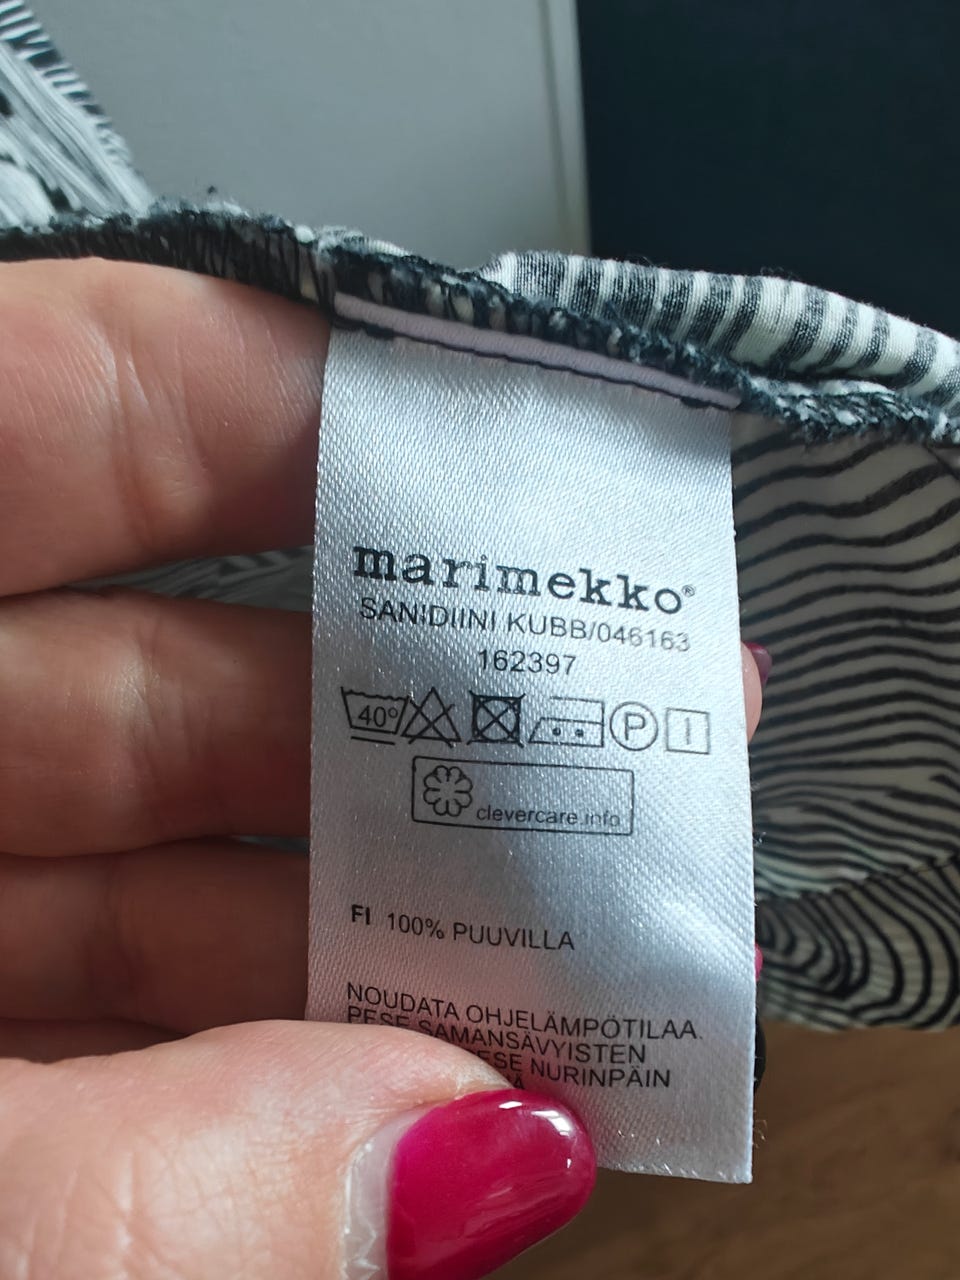 marimekko®
SANIDIINI KUBB/046163
162397
40°
P
clevercare.info
FI 100% PUUVILLA
NOUDATA OHJELÄMPÖTILAA.
PESE SAMANSÄVYISTEN
NURINPÄIN